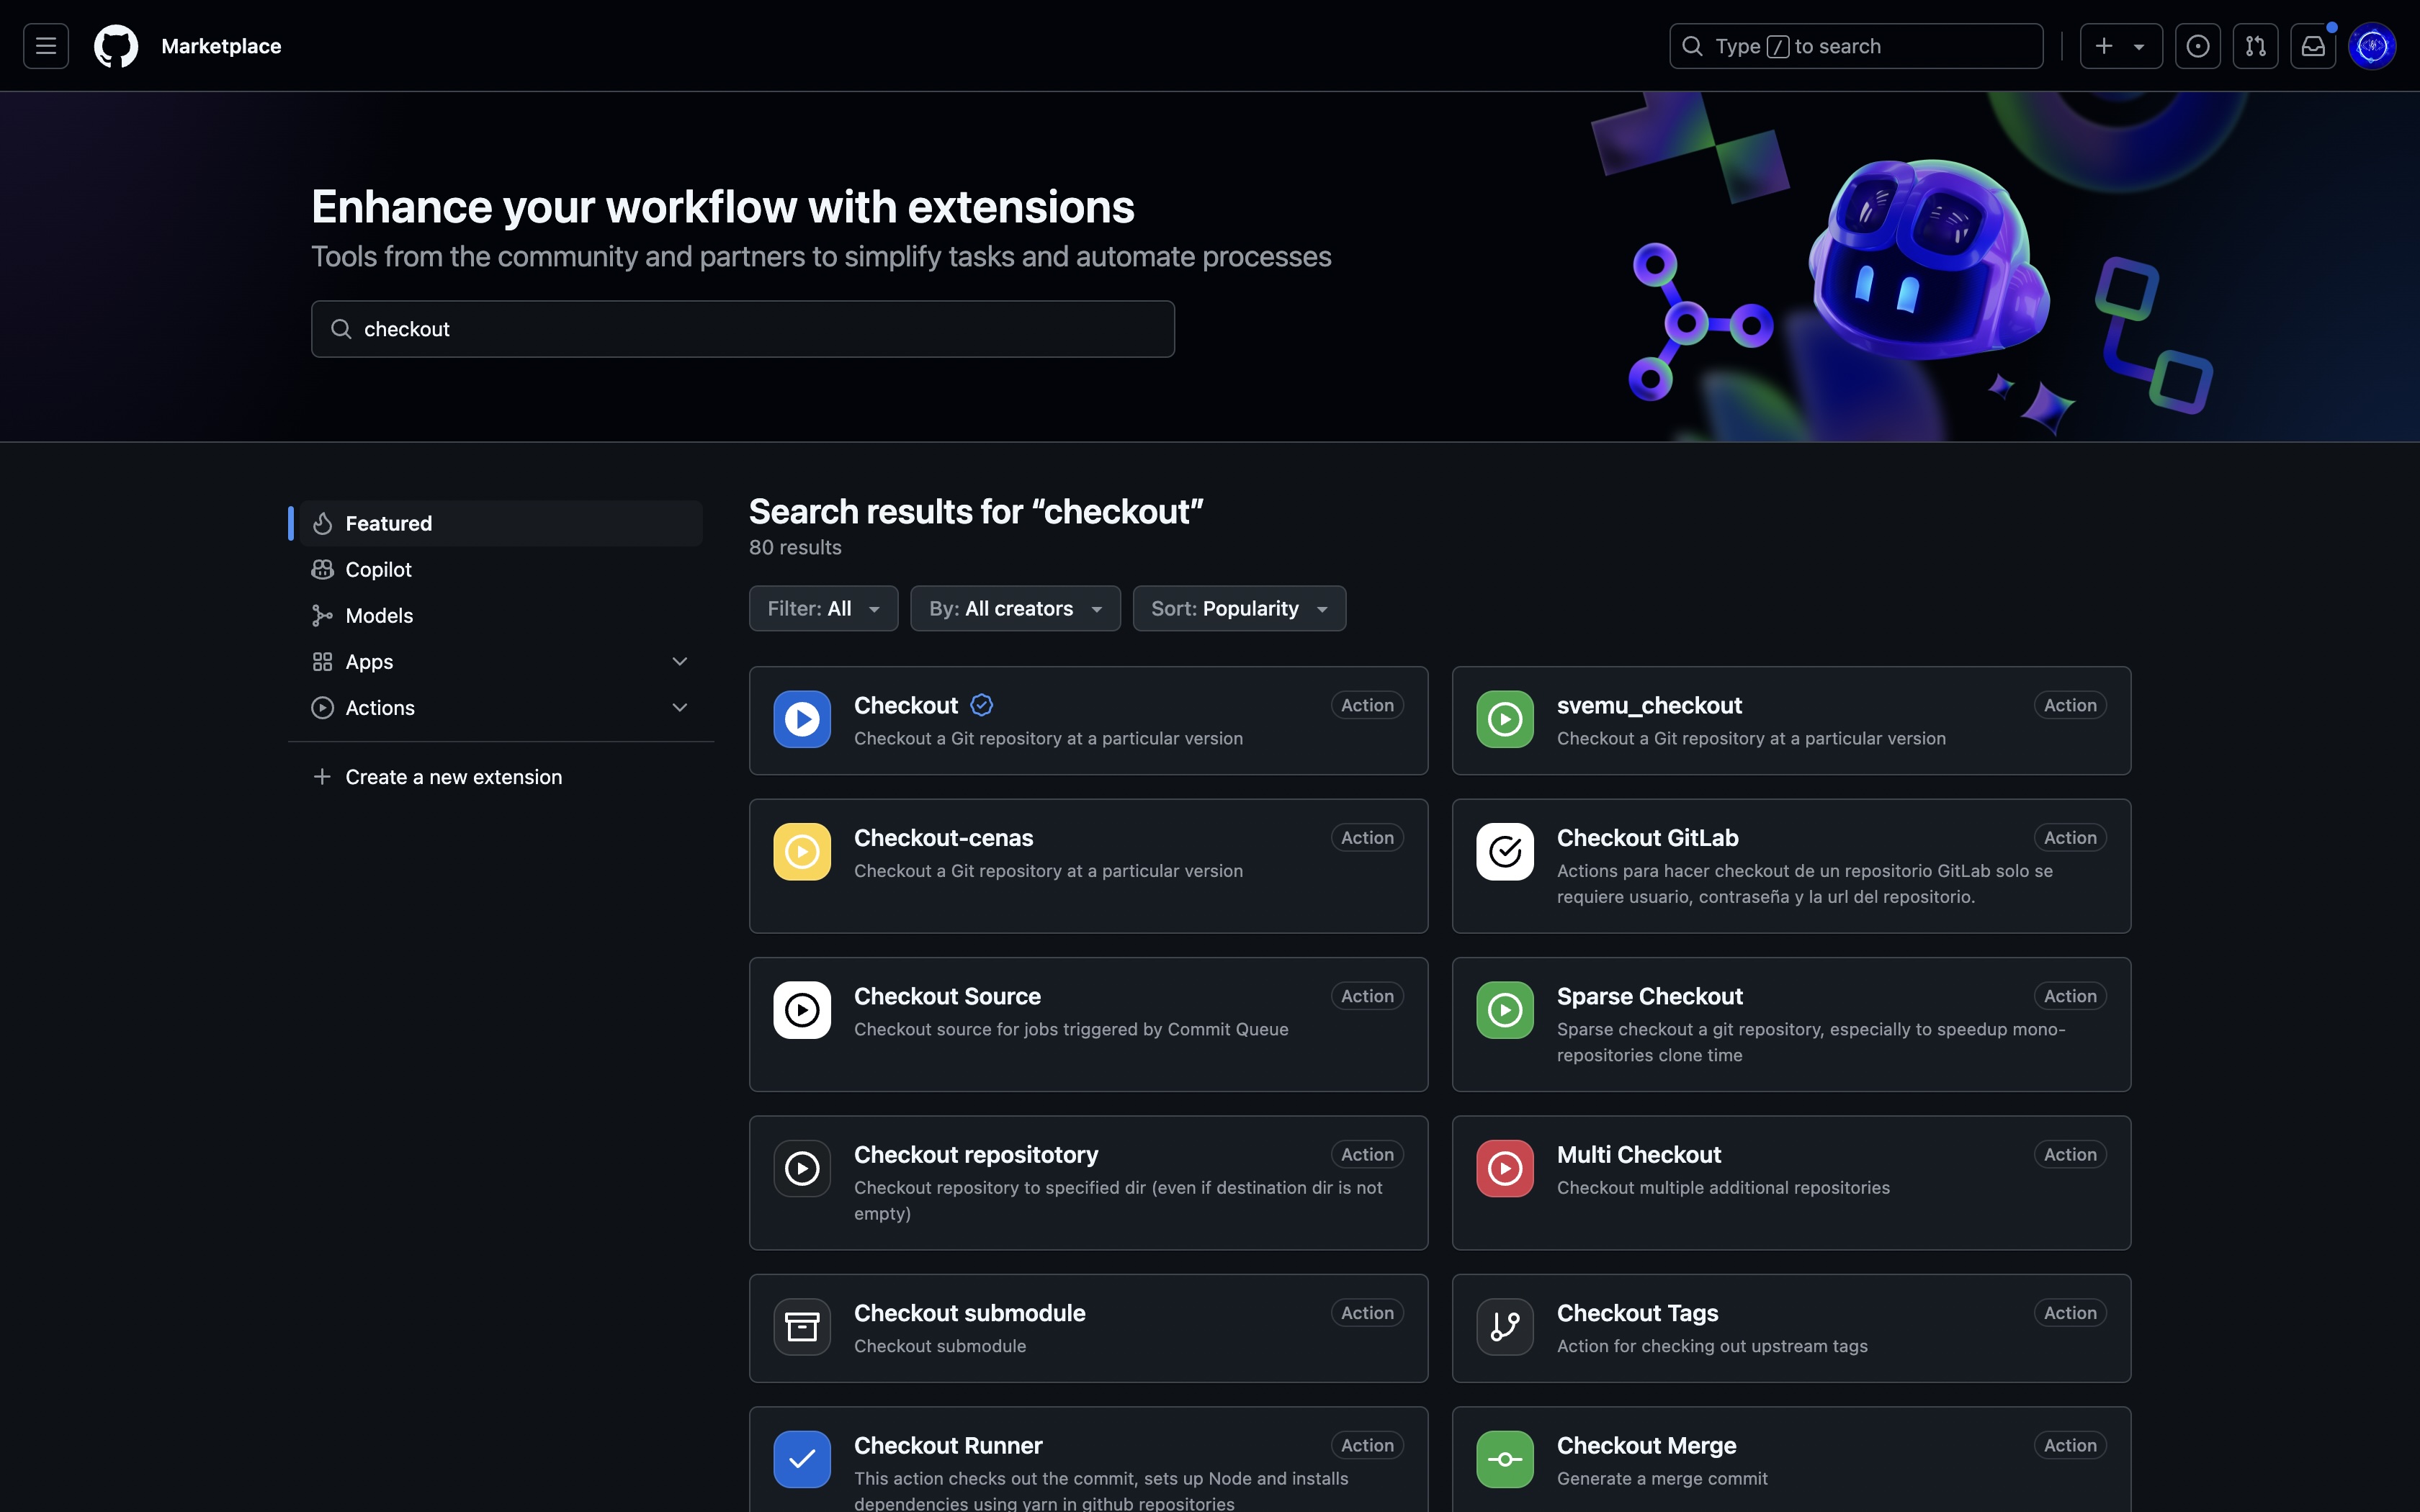 Marketplace
Type / to search
Enhance your workflow with extensions
Tools from the community and partners to simplify tasks and automate processes
checkout
Featured
Copilot
Models
Apps
Actions
Create a new extension
Search results for “checkout”
80 results
Filter: All
By: All creators
Sort: Popularity
Checkout
Action
Checkout a Git repository at a particular version
svemu_checkout
Action
Checkout a Git repository at a particular version
Checkout-cenas
Action
Checkout a Git repository at a particular version
Checkout GitLab
Action
Actions para hacer checkout de un repositorio GitLab solo se
requiere usuario, contraseña y la url del repositorio.
Checkout Source
Action
Checkout source for jobs triggered by Commit Queue
Sparse Checkout
Action
Sparse checkout a git repository, especially to speedup mono-
repositories clone time
Checkout repositotory
Action
Checkout repository to specified dir (even if destination dir is not
empty)
Multi Checkout
Action
Checkout multiple additional repositories
Checkout submodule
Action
Checkout submodule
Checkout Tags
Action
Action for checking out upstream tags
Checkout Runner
Action
This action checks out the commit, sets up Node and installs
dependencies using yarn in github repositories
Checkout Merge
Action
Generate a merge commit